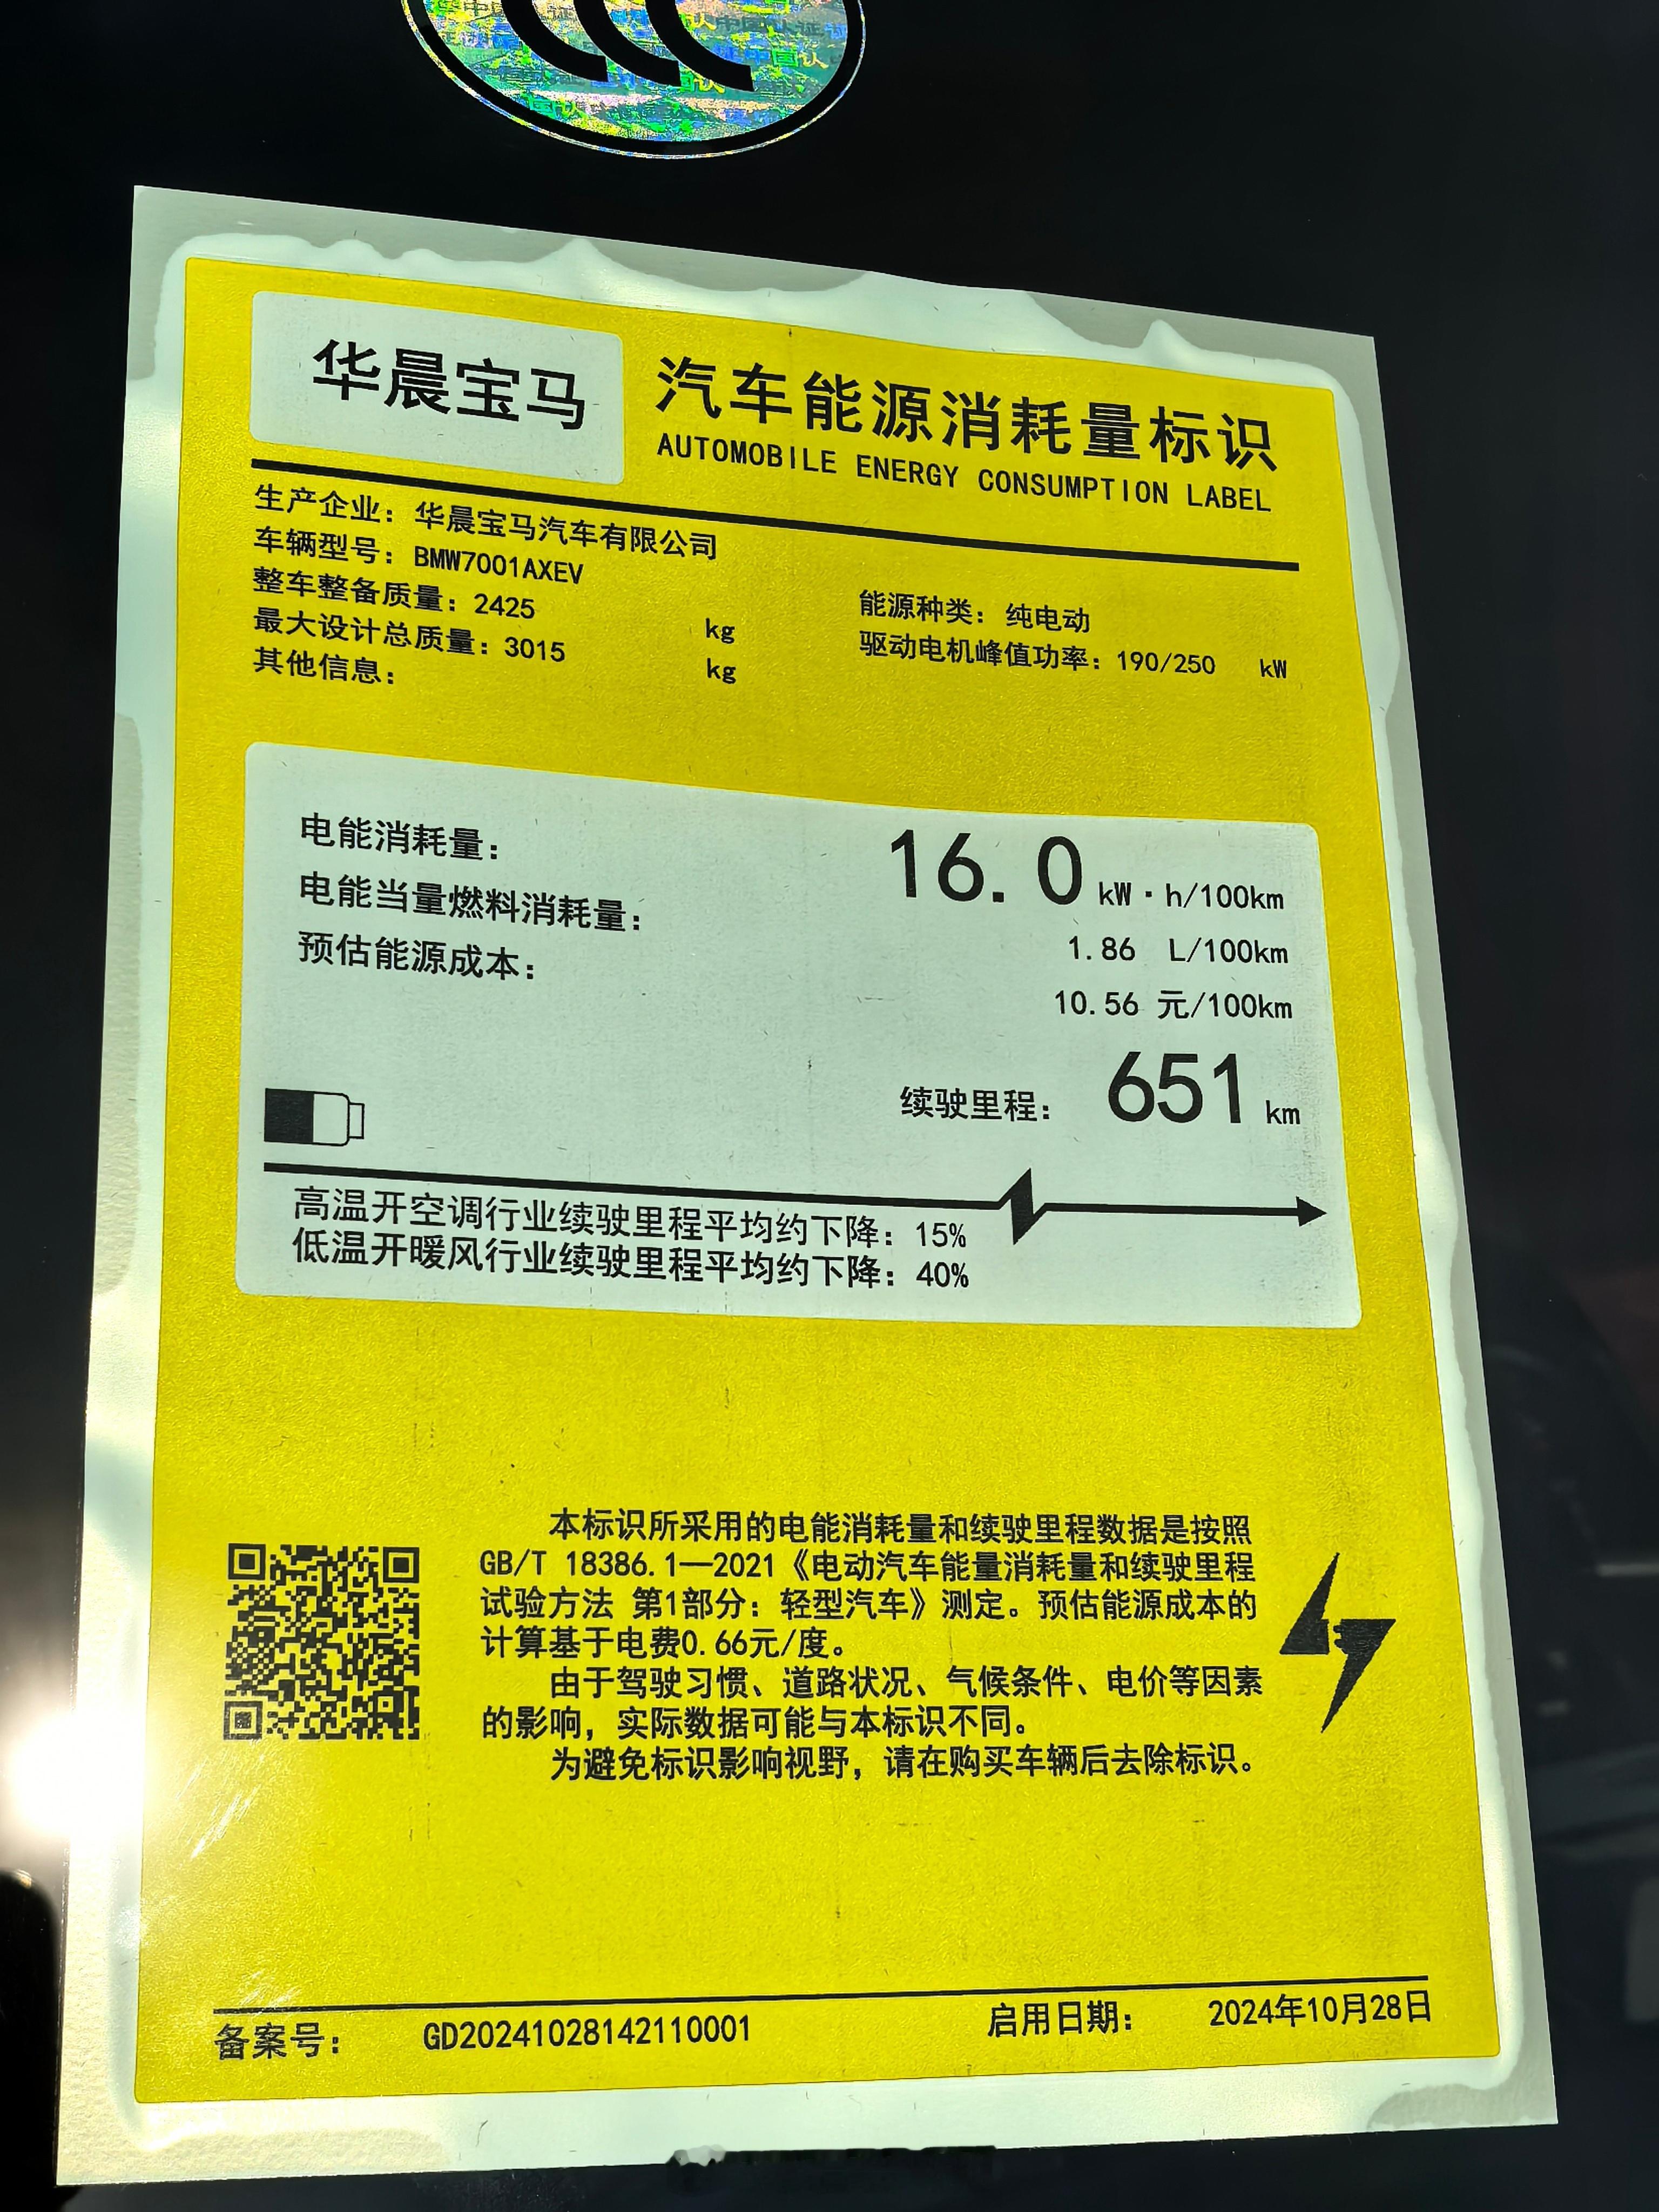 华晨宝马
汽车能源消耗量标识
AUTOMOBILE ENERGY CONSUMPTION LABEL
生产企业：华晨宝马汽车有限公司
车辆型号：BMW7001AXEV
整车整备质量：2425 kg
能源种类：纯电动
最大设计总质量：3015 kg
驱动电机峰值功率：190/250 kW
其他信息：
电能消耗量：16.0 kW·h/100km
电能当量燃料消耗量：1.86 L/100km
预估能源成本：10.56 元/100km
续驶里程：651 km
高温开空调行业续驶里程平均约下降：15%
低温开暖风行业续驶里程平均约下降：40%
本标识所采用的电能消耗量和续驶里程数据是按照
GB/T 18386.1—2021《电动汽车能量消耗量和续驶里程
试验方法 第1部分：轻型汽车》测定。预估能源成本的
计算基于电费0.66元/度。
由于驾驶习惯、道路状况、气候条件、电价等因素
的影响，实际数据可能与本标识不同。
为避免标识影响视野，请在购买车辆后去除标识。
备案号：GD20241028142110001
启用日期：2024年10月28日